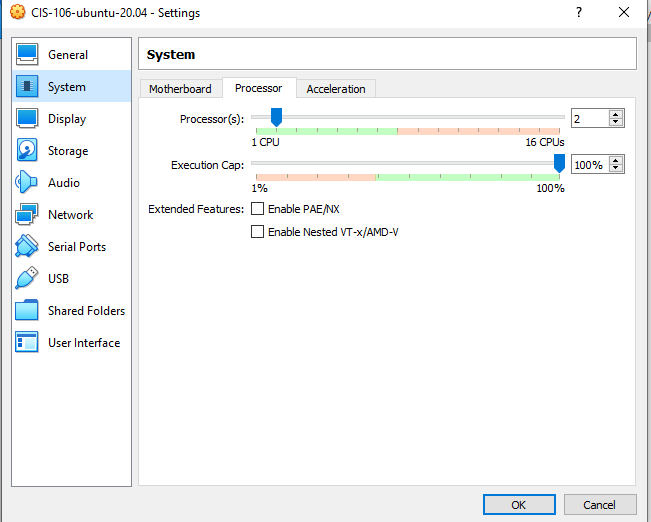 CIS-106-ubuntu-20.04 - Settings
?
General
System
Display
Storage
Audio
Network
Serial Ports
USB
Shared Folders
User Interface
System
Motherboard Processor Acceleration
Processor(s): 2
1 CPU 16 CPUs
Execution Cap: 100%
1% 100%
Extended Features: Enable PAE/NX
Enable Nested VT-x/AMD-V
OK Cancel